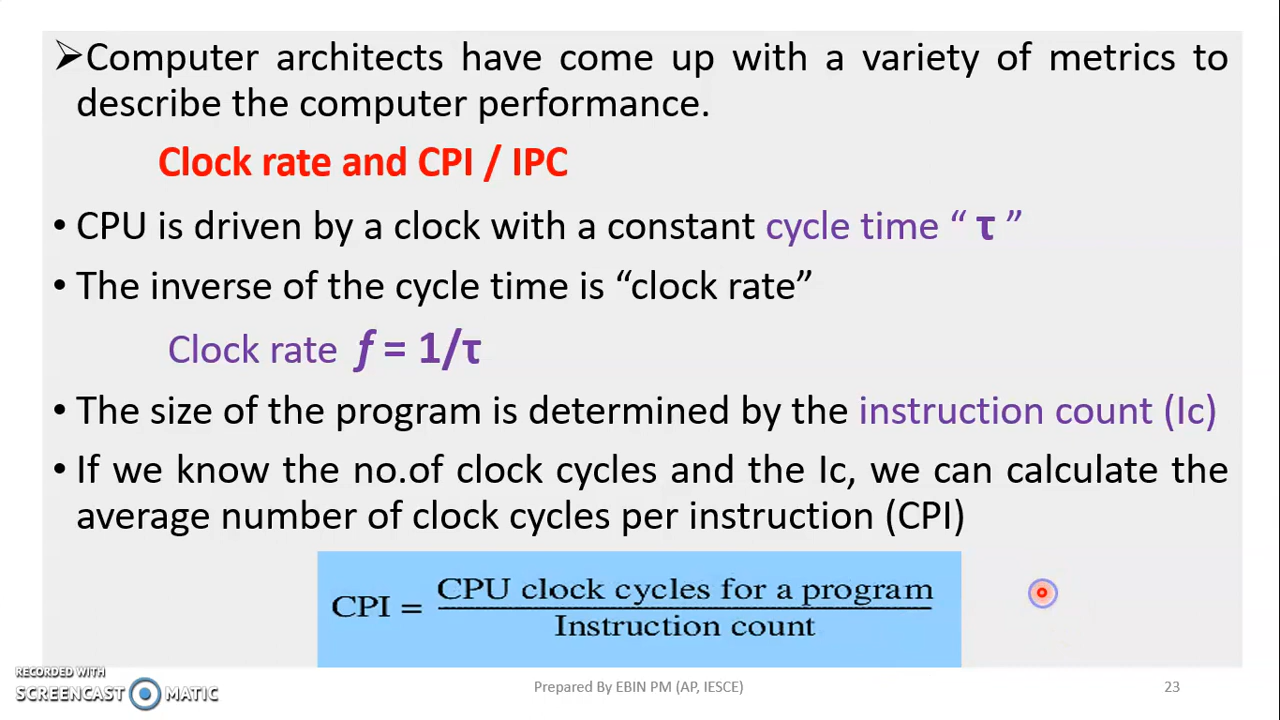 ➢Computer architects have come up with a variety of metrics to
describe the computer performance.
Clock rate and CPI / IPC
• CPU is driven by a clock with a constant cycle time “ τ ”
• The inverse of the cycle time is “clock rate”
Clock rate f = 1/τ
• The size of the program is determined by the instruction count (Ic)
• If we know the no.of clock cycles and the Ic, we can calculate the
average number of clock cycles per instruction (CPI)
CPI = CPU clock cycles for a program
Instruction count
RECORDED WITH
SCREENCAST MATIC
Prepared By EBIN PM (AP, IESCE)
23